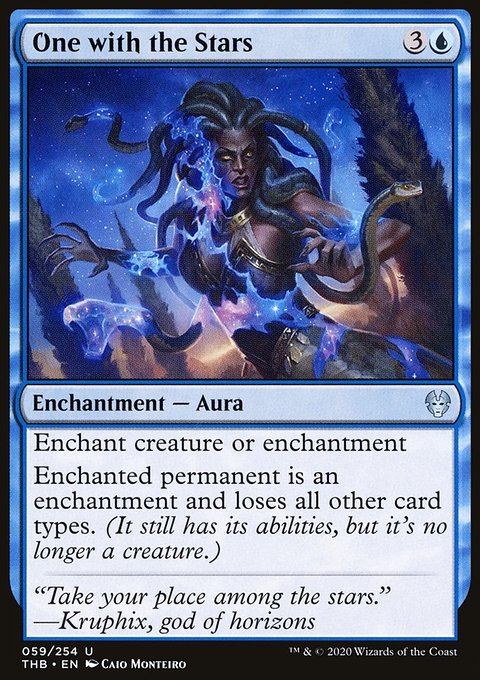 One with the Stars 3
Enchantment — Aura
Enchant creature or enchantment
Enchanted permanent is an
enchantment and loses all other card
types. (It still has its abilities, but it's no
longer a creature.)
“Take your place among the stars.”
—Kruphix, god of horizons
059/254 U
THB • EN Caio Monteiro
™ & © 2020 Wizards of the Coast